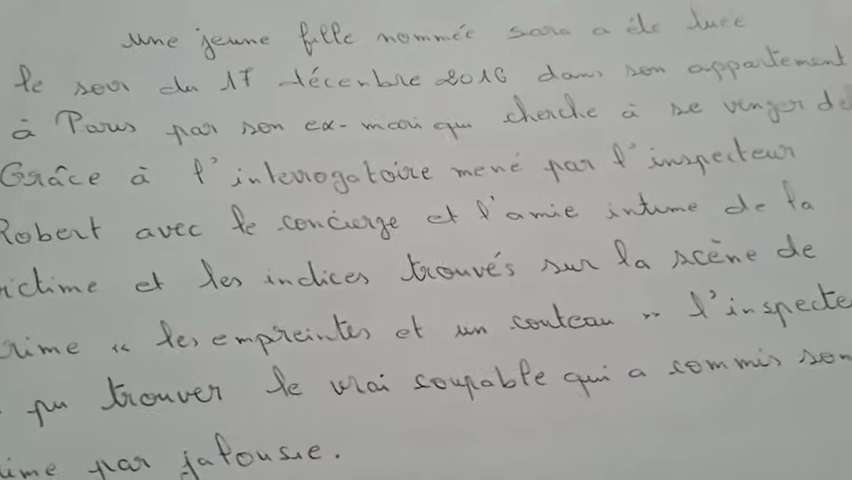 une jeune fille nommée sara a été tuée
le soir du 17 décembre 2016 dans son appartement
à Paris par son ex-mari qui cherche à se venger de
Grâce à l'interrogatoire mené par l'inspecteur
Robert avec le concierge et l'amie intime de la
victime et les indices trouvés sur la scène de
rime « les empreintes et un couteau » l'inspecte
pu trouver le vrai coupable qui a commis son
ime par jalousie.